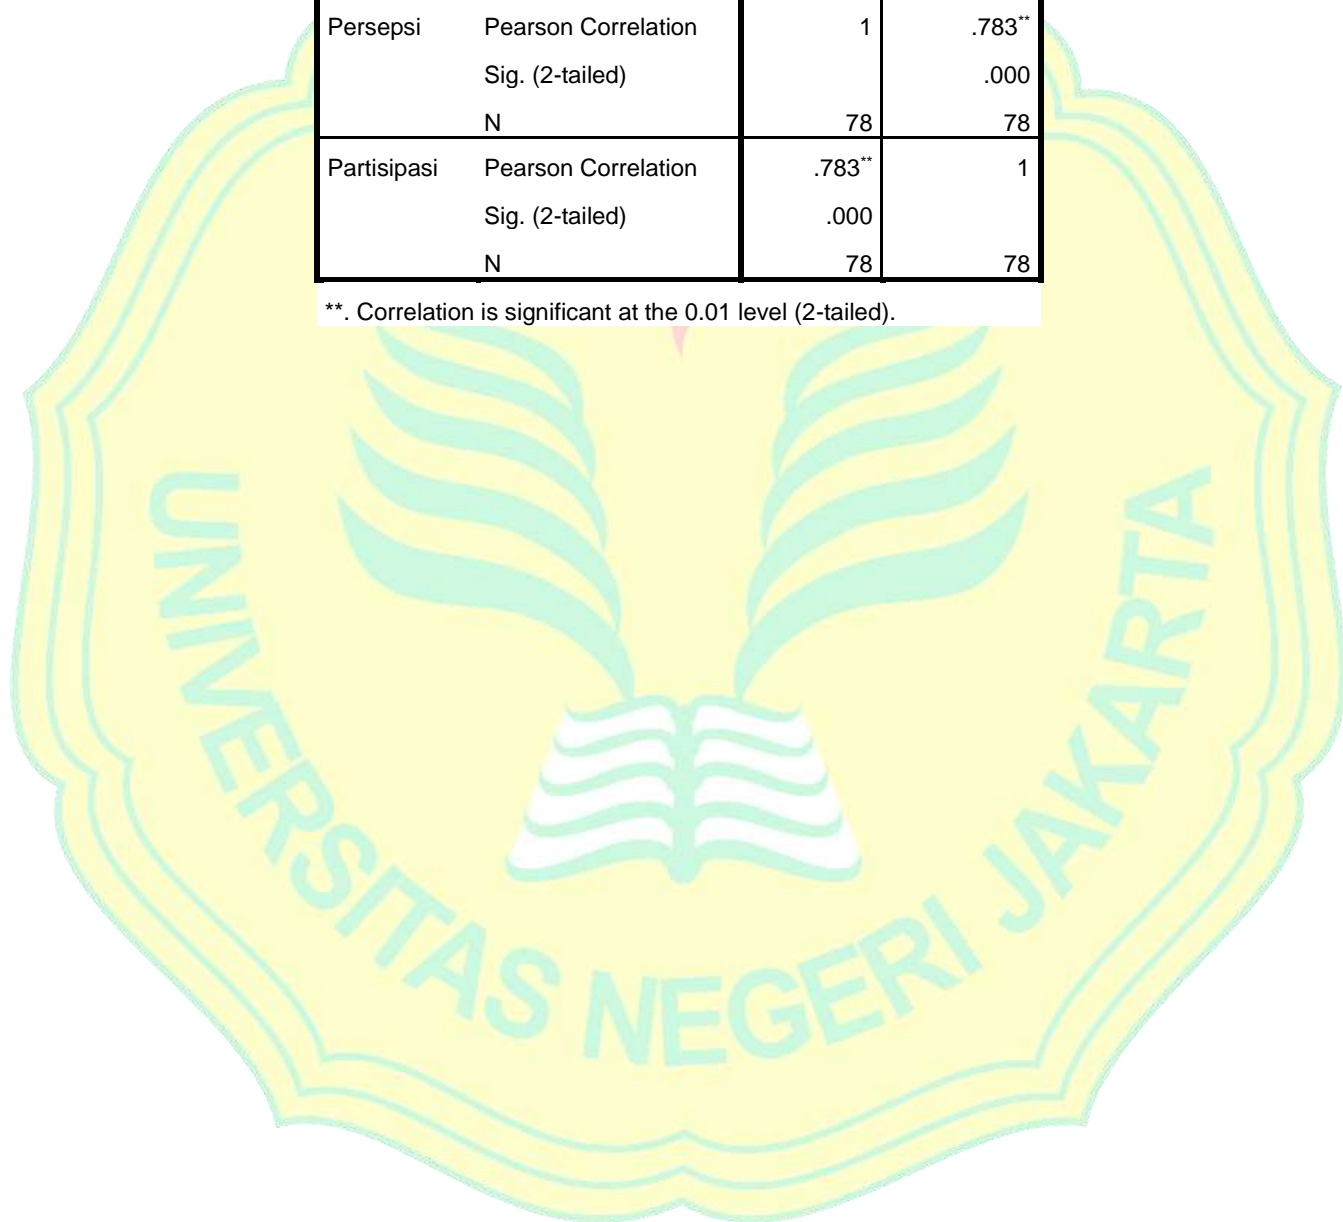 Persepsi Pearson Correlation 1 .783**
Sig. (2-tailed) .000
N 78 78
Partisipasi Pearson Correlation .783** 1
Sig. (2-tailed) .000
N 78 78
**. Correlation is significant at the 0.01 level (2-tailed).
UNIVERSITAS NEGERI JAKARTA